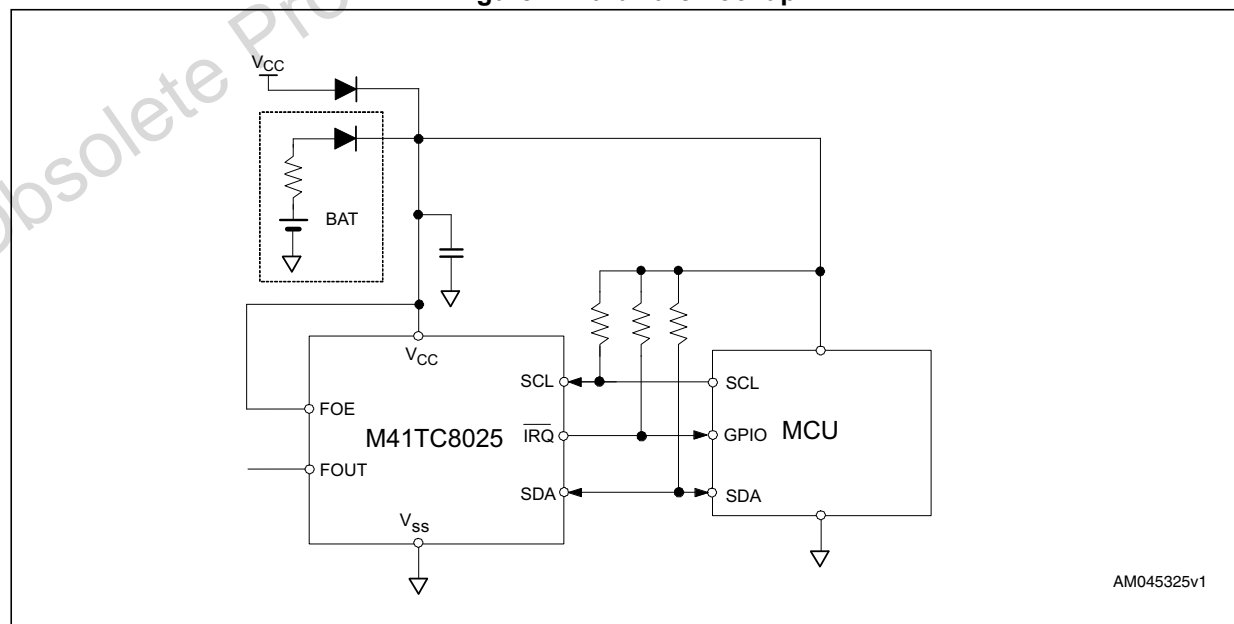 Obsolete Pro
V_CC
BAT
V_CC
SCL
SCL
FOE
M41TC8025
IRQ
GPIO
MCU
FOUT
SDA
SDA
V_ss
AM045325v1